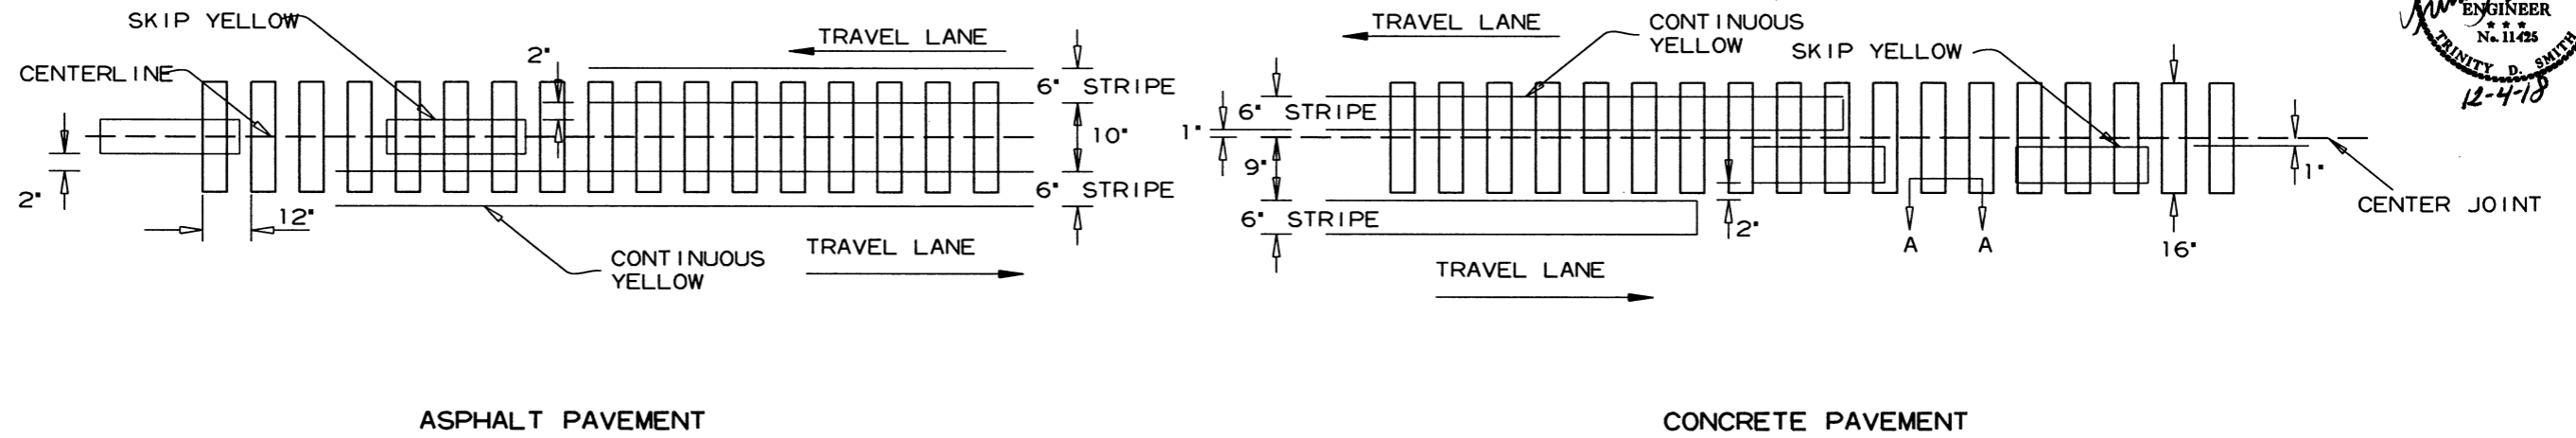 SKIP YELLOW
CENTERLINE
2"
TRAVEL LANE
6" STRIPE
10"
6" STRIPE
2"
12"
CONTINUOUS
YELLOW
TRAVEL LANE
ASPHALT PAVEMENT
TRAVEL LANE
CONTINUOUS
YELLOW
SKIP YELLOW
6" STRIPE
1"
9"
6" STRIPE
2"
A A
16"
1"
CENTER JOINT
TRAVEL LANE
CONCRETE PAVEMENT
ENGINEER
No. 11425
TRINITY D. SMITH
12-4-18